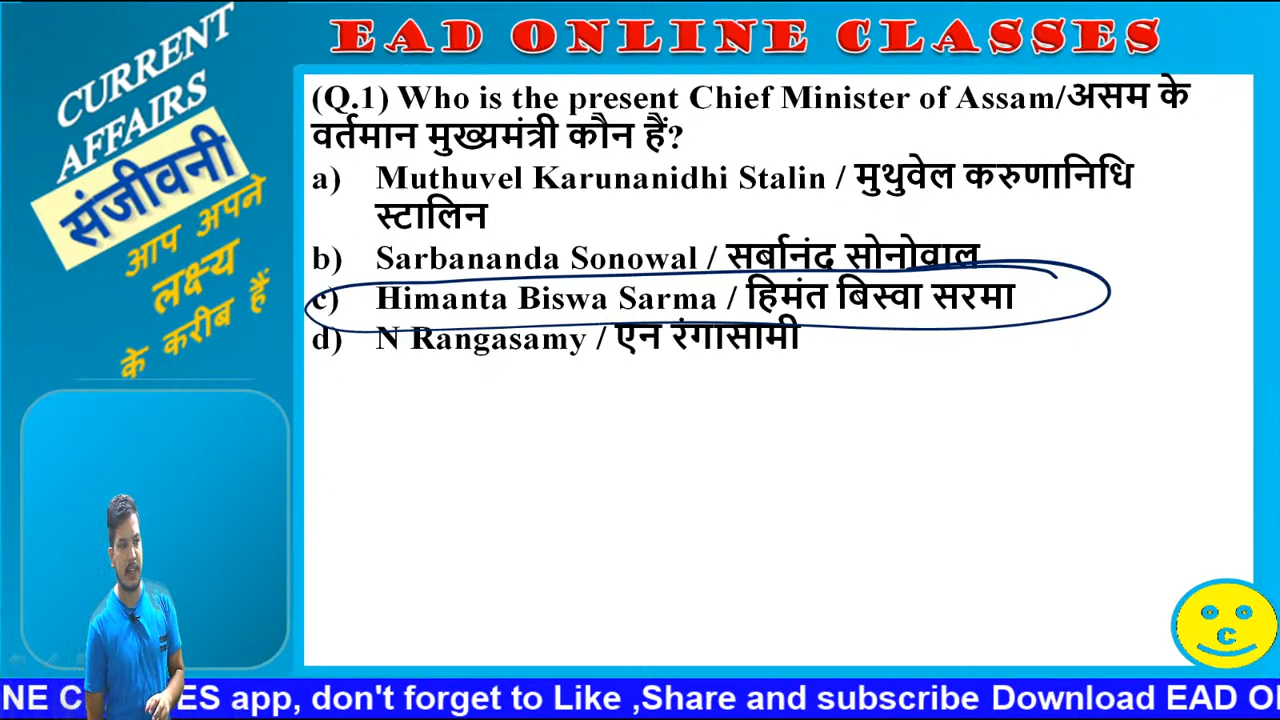 CURRENT
AFFAIRS
संजीवनी
आप अपने
लक्ष्य
के करीब हैं
EAD ONLINE CLASSES
(Q.1) Who is the present Chief Minister of Assam/असम के
वर्तमान मुख्यमंत्री कौन हैं?
a) Muthuvel Karunanidhi Stalin / मुथुवेल करुणानिधि
स्टालिन
b) Sarbananda Sonowal / सर्बानंद सोनोवाल
c) Himanta Biswa Sarma / हिमंत बिस्वा सरमा
d) N Rangasamy / एन रंगासामी
C
NE C ES app, don't forget to Like ,Share and subscribe Download EAD O